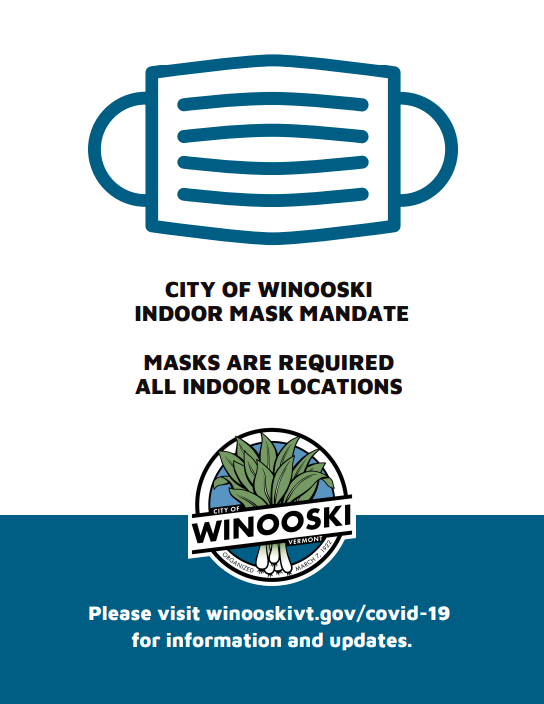 CITY OF WINOOSKI
INDOOR MASK MANDATE
MASKS ARE REQUIRED
ALL INDOOR LOCATIONS
CITY OF
WINOOSKI
VERMONT
ORGANIZED MARCH 7, 1922
Please visit winooskivt.gov/covid-19
for information and updates.